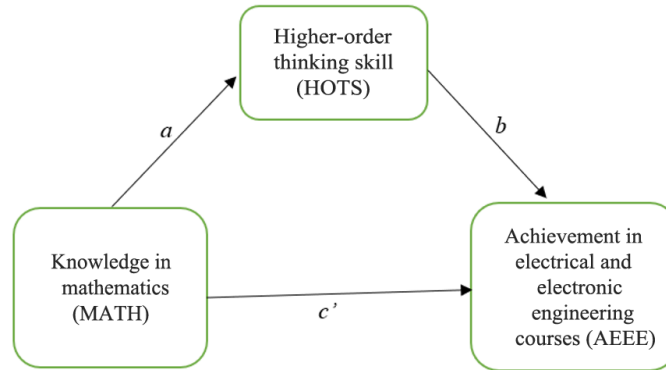 Higher-order
thinking skill
(HOTS)
a
b
Knowledge in
mathematics
(MATH)
c’
Achievement in
electrical and
electronic
engineering
courses (AEEE)